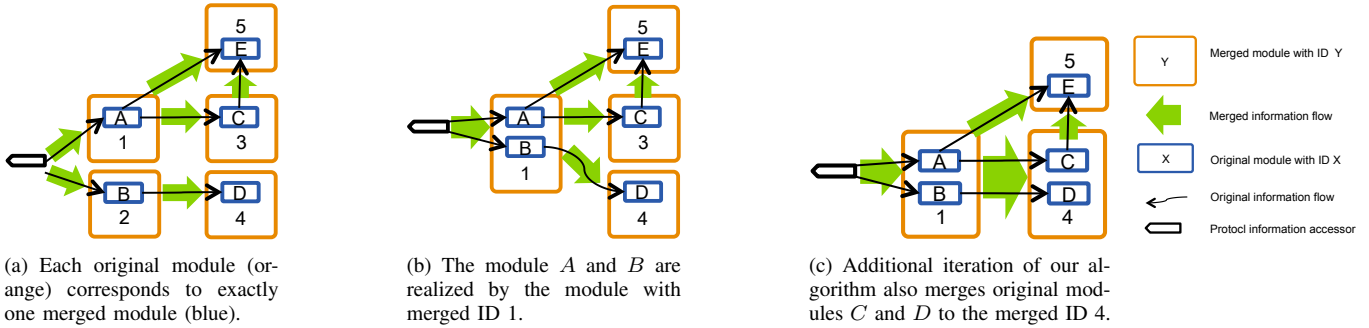 5
E
A
1
C
3
B
2
D
4
(a) Each original module (or-
ange) corresponds to exactly
one merged module (blue).
5
E
A
B
1
C
3
D
4
(b) The module A and B are
realized by the module with
merged ID 1.
5
E
A
B
1
C
D
4
(c) Additional iteration of our al-
gorithm also merges original mod-
ules C and D to the merged ID 4.
Y
Merged module with ID Y
Merged information flow
X
Original module with ID X
Original information flow
Protocl information accessor